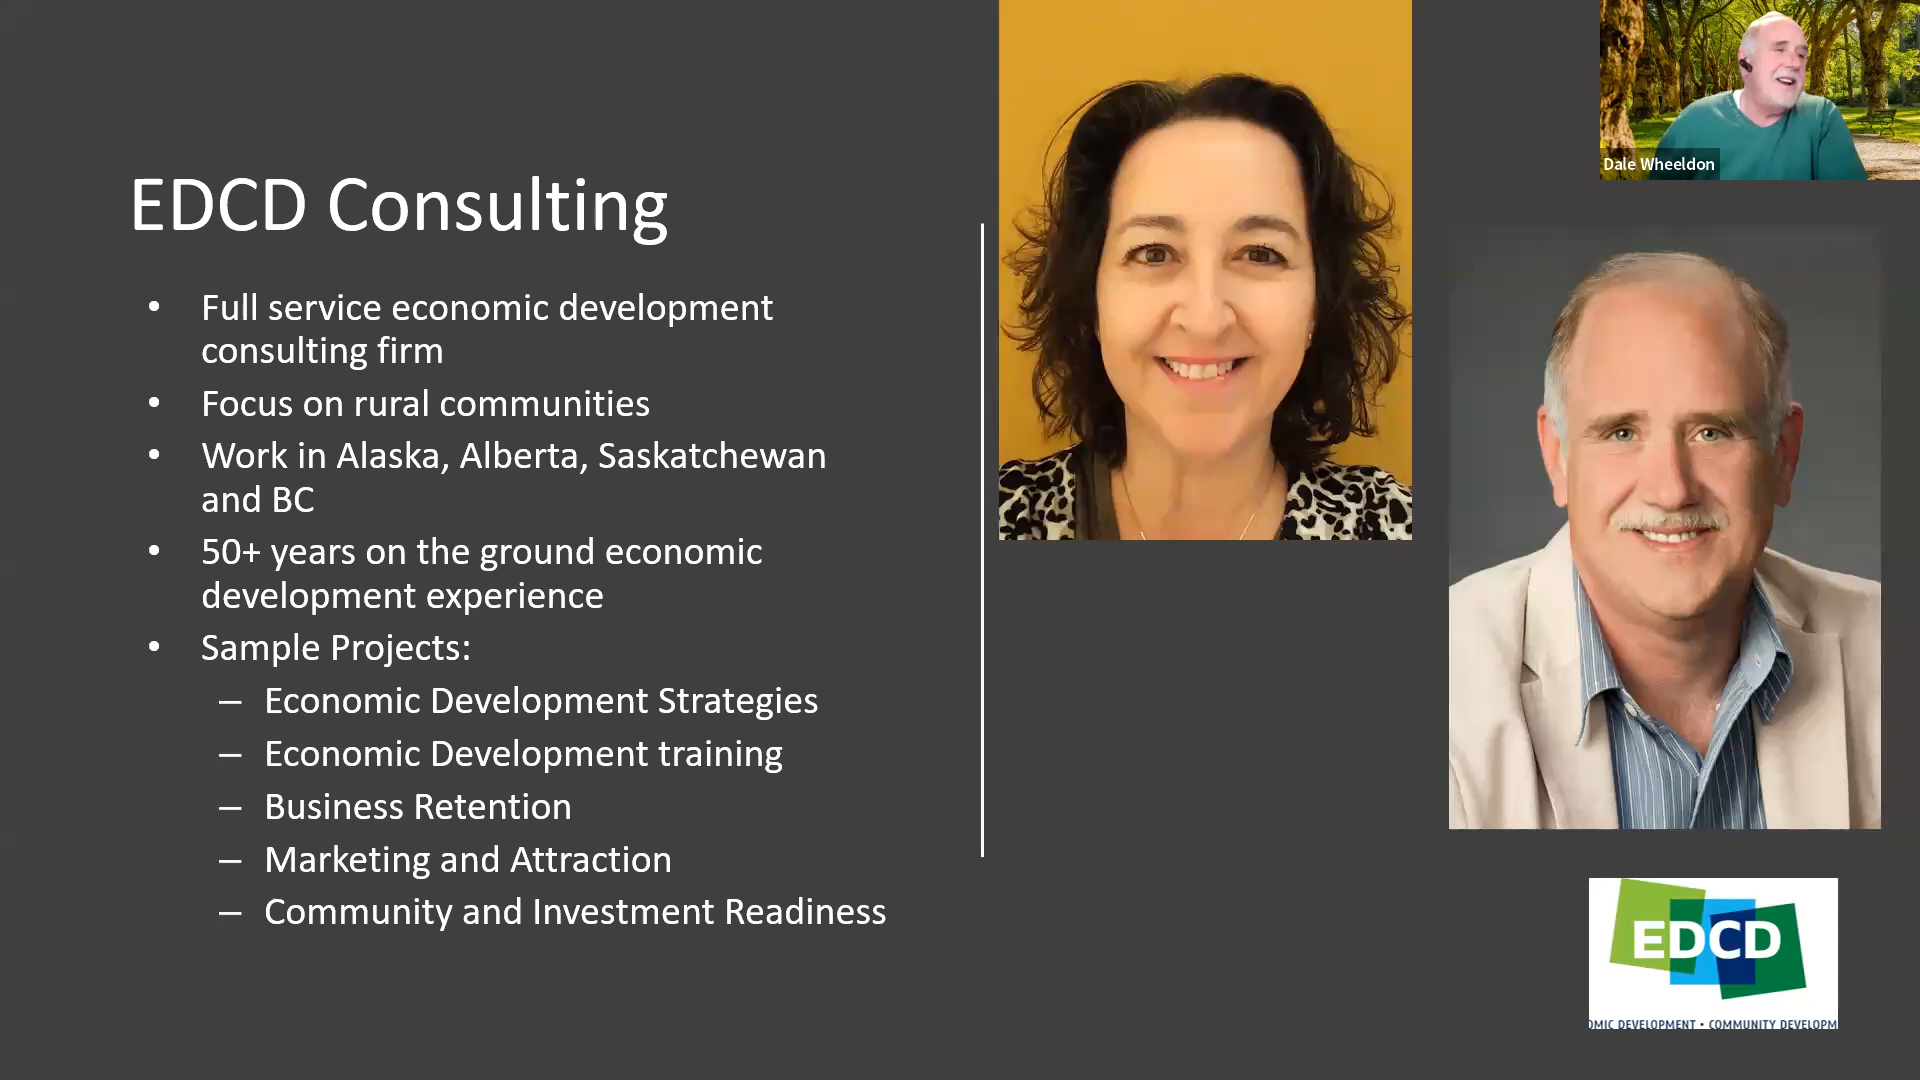 EDCD Consulting
• Full service economic development
consulting firm
• Focus on rural communities
• Work in Alaska, Alberta, Saskatchewan
and BC
• 50+ years on the ground economic
development experience
• Sample Projects:
– Economic Development Strategies
– Economic Development training
– Business Retention
– Marketing and Attraction
– Community and Investment Readiness
Dale Wheeldon
EDCD
DEVELOPMENT • COMMUNITY